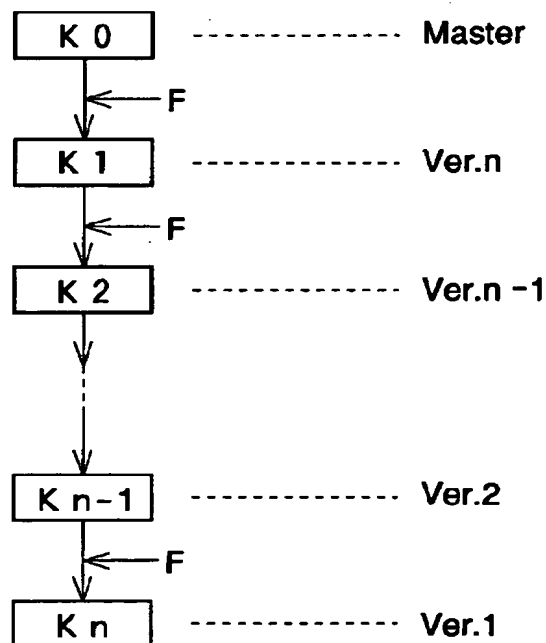 K 0 Master
F
K 1 Ver.n
F
K 2 Ver.n -1
K n-1 Ver.2
F
K n Ver.1